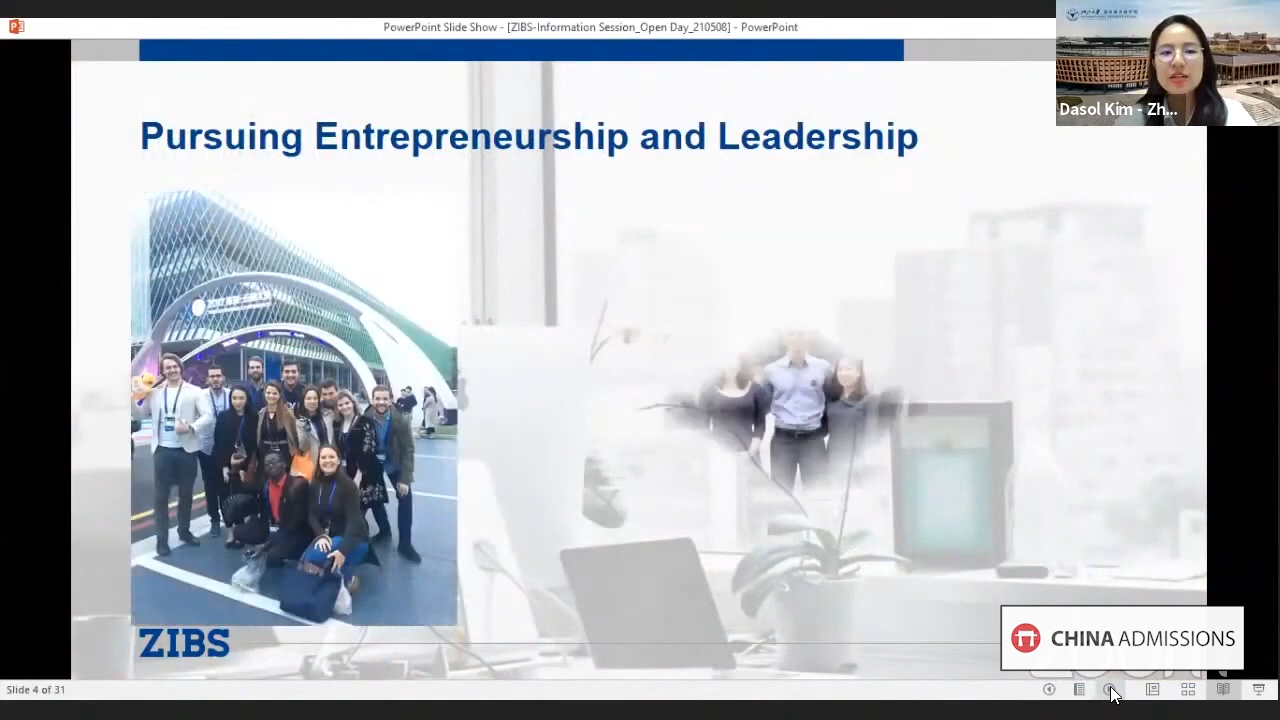 PowerPoint Slide Show - [ZIBS-Information Session_Open Day_210508] - PowerPoint
Dasol Kim - Zh...
Pursuing Entrepreneurship and Leadership
ZIBS
CHINA ADMISSIONS
Slide 4 of 31